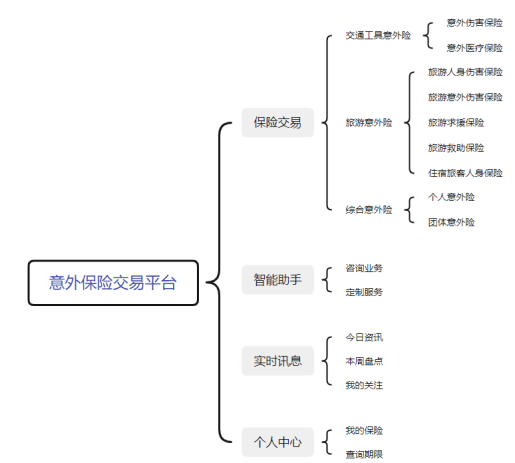 意外保险交易平台
保险交易
交通工具意外险
意外伤害保险
意外医疗保险
旅游意外险
旅游人身伤害保险
旅游意外伤害保险
旅游求援保险
旅游救助保险
住宿旅客人身保险
综合意外险
个人意外险
团体意外险
智能助手
咨询业务
定制服务
实时讯息
今日资讯
本周盘点
我的关注
个人中心
我的保险
查询期限